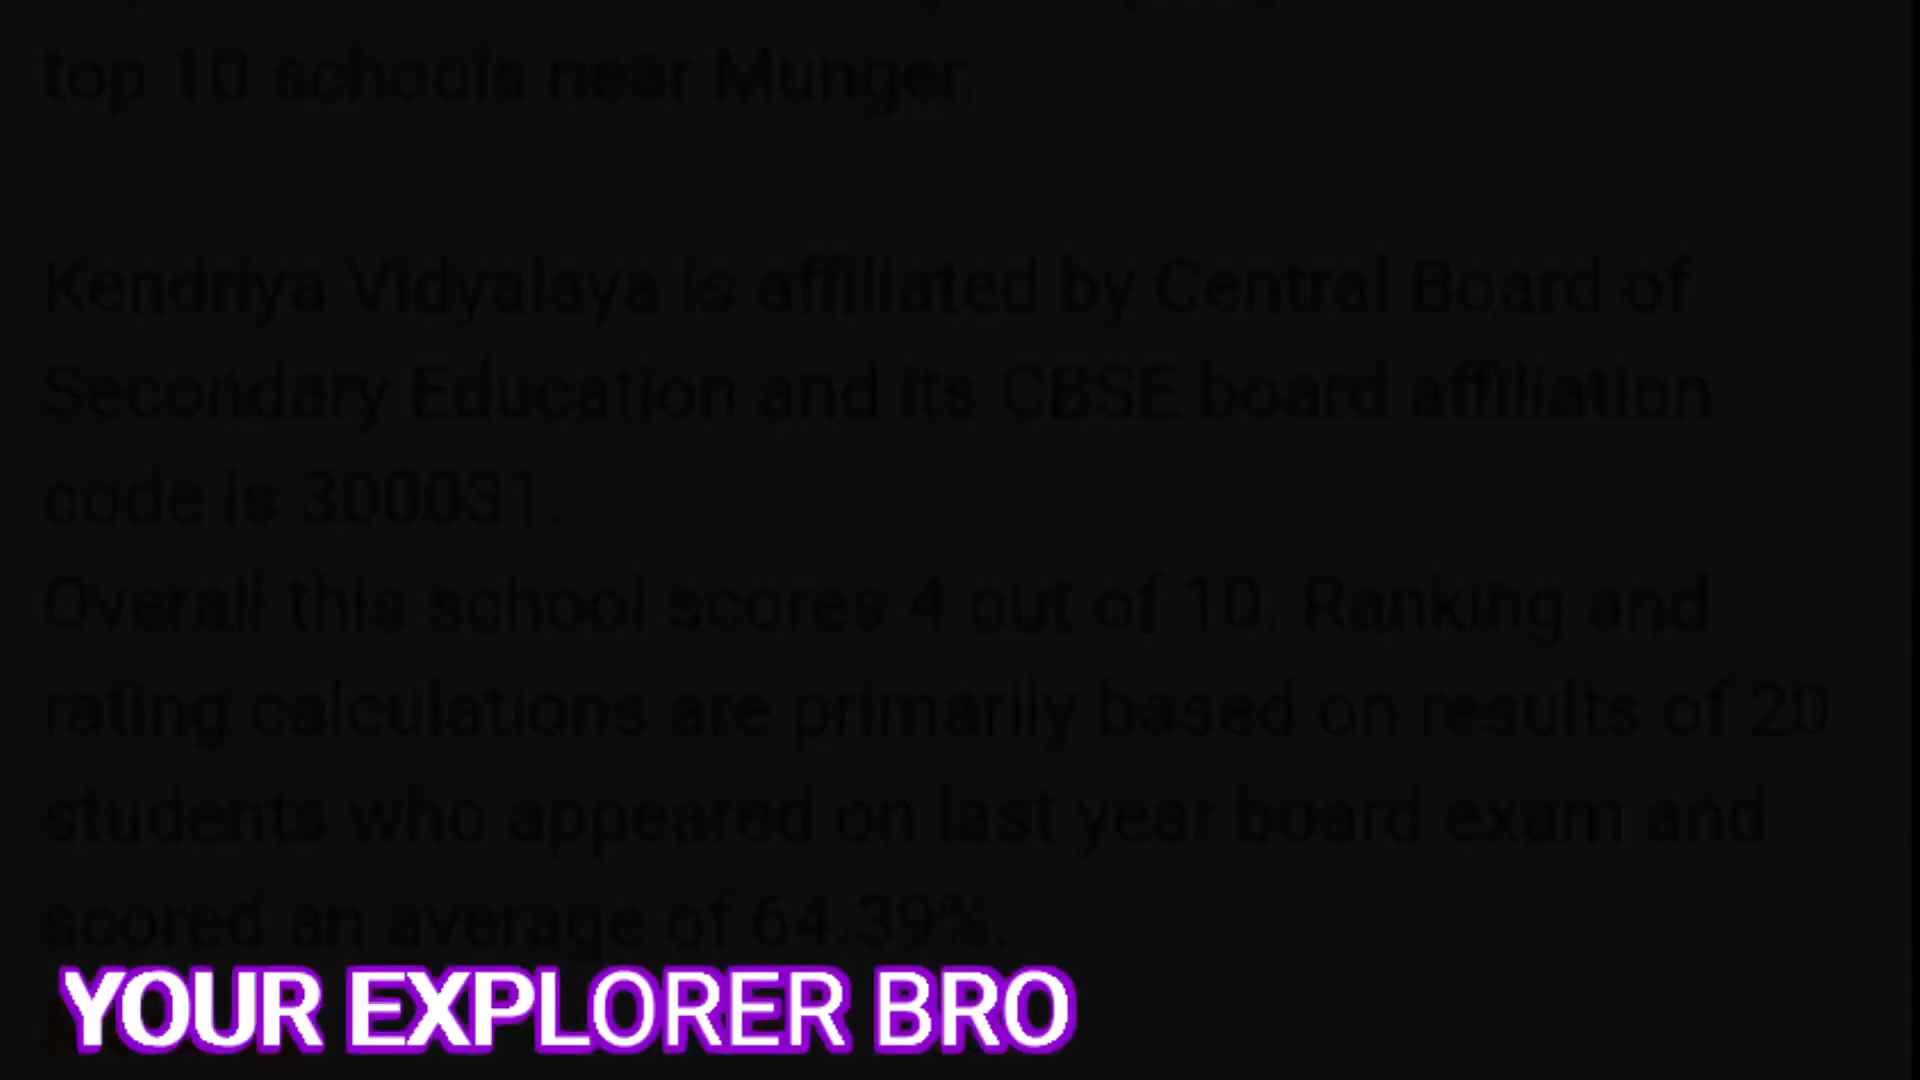 top 10 schools near Munger.
Kendriya Vidyalaya is affiliated by Central Board of
Secondary Education and its CBSE board affiliation
code is 300031.
Overall this school scores 4 out of 10. Ranking and
rating calculations are primarily based on results of 20
students who appeared on last year board exam and
scored an average of 64.39%.
YOUR EXPLORER BRO